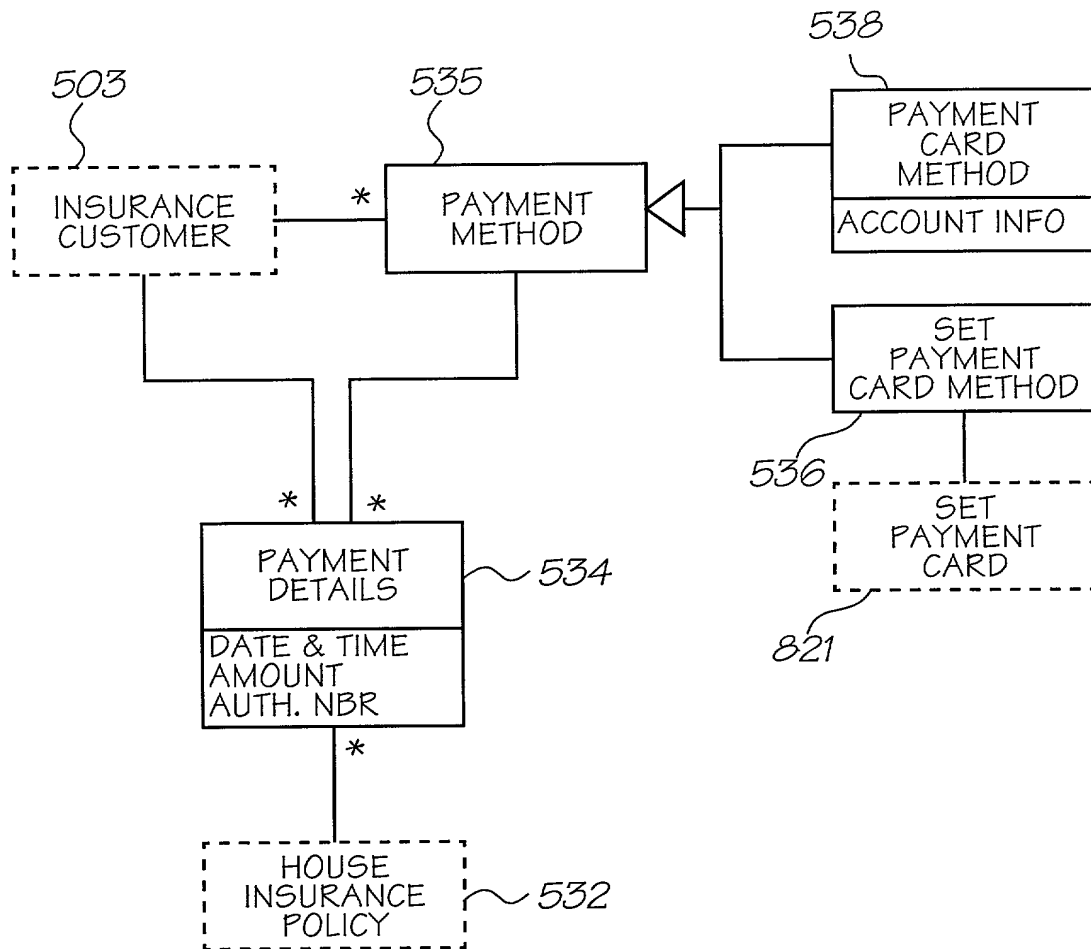 538
503
535
PAYMENT
CARD
METHOD
ACCOUNT INFO
INSURANCE
CUSTOMER
*
PAYMENT
METHOD
SET
PAYMENT
CARD METHOD
536
SET
PAYMENT
CARD
821
*
*
PAYMENT
DETAILS
534
DATE & TIME
AMOUNT
AUTH. NBR
*
HOUSE
INSURANCE
POLICY
532